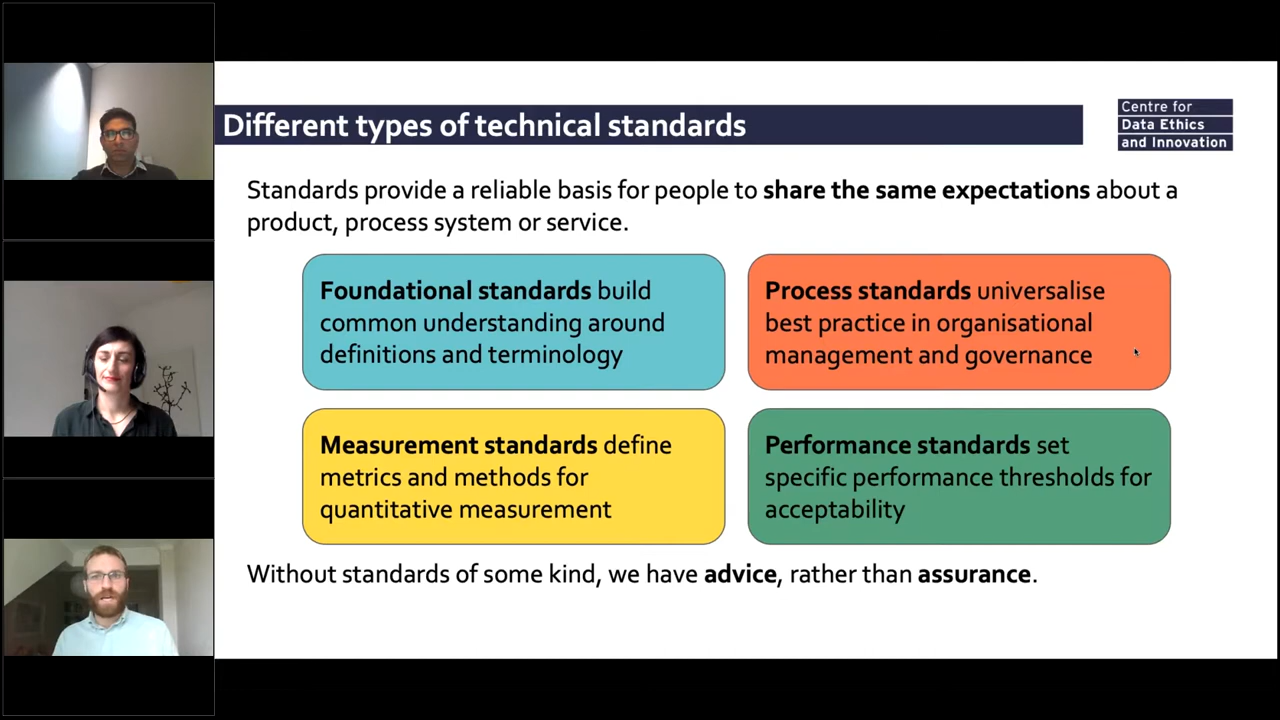 Different types of technical standards
Centre for
Data Ethics
and Innovation
Standards provide a reliable basis for people to share the same expectations about a
product, process system or service.
Foundational standards build
common understanding around
definitions and terminology
Process standards universalise
best practice in organisational
management and governance
Measurement standards define
metrics and methods for
quantitative measurement
Performance standards set
specific performance thresholds for
acceptability
Without standards of some kind, we have advice, rather than assurance.